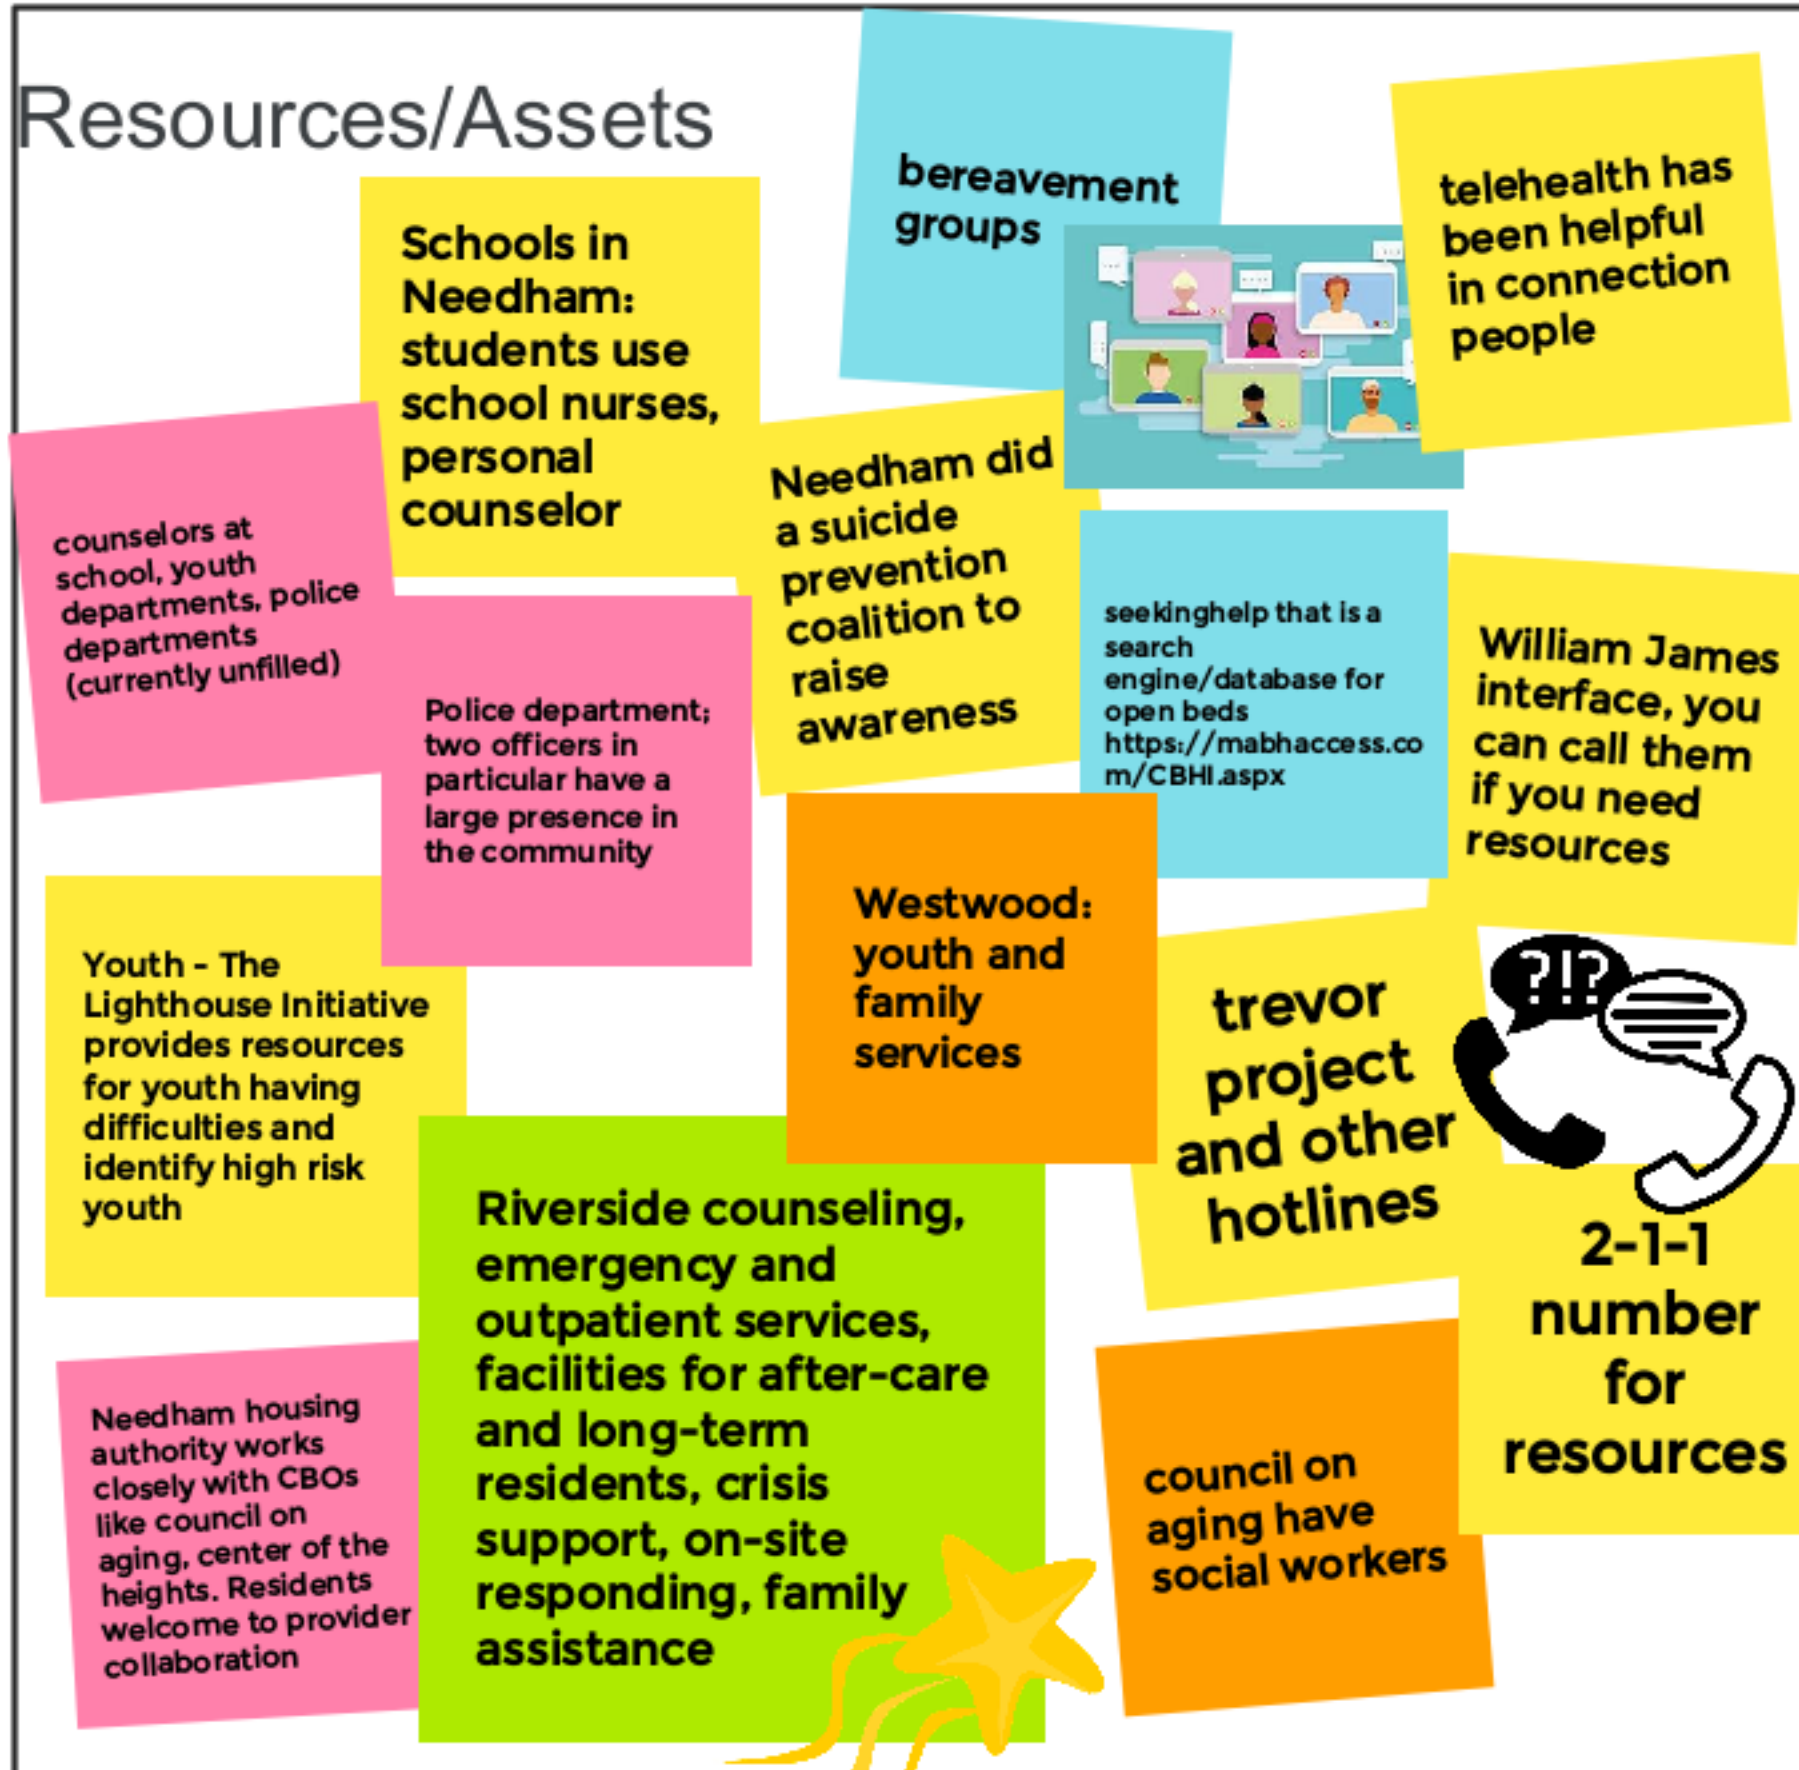 Resources/Assets
bereavement
groups
telehealth has
been helpful
in connection
people
Schools in
Needham:
students use
school nurses,
personal
counselor
counselors at
school, youth
departments, police
departments
(currently unfilled)
Needham did
a suicide
prevention
coalition to
raise
awareness
seekinghelp that is a
search
engine/database for
open beds
https://mabhaccess.co
m/CBHI.aspx
William James
interface, you
can call them
if you need
resources
Police department;
two officers in
particular have a
large presence in
the community
Westwood:
youth and
family
services
Youth - The
Lighthouse Initiative
provides resources
for youth having
difficulties and
identify high risk
youth
trevor
project
and other
hotlines
?!?
2-1-1
number
for
resources
Riverside counseling,
emergency and
outpatient services,
facilities for after-care
and long-term
residents, crisis
support, on-site
responding, family
assistance
Needham housing
authority works
closely with CBOs
like council on
aging, center of the
heights. Residents
welcome to provider
collaboration
council on
aging have
social workers